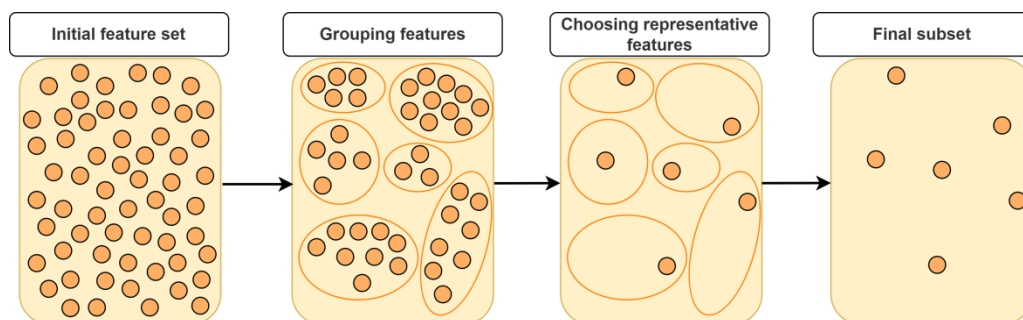 Initial feature set
Grouping features
Choosing representative
features
Final subset